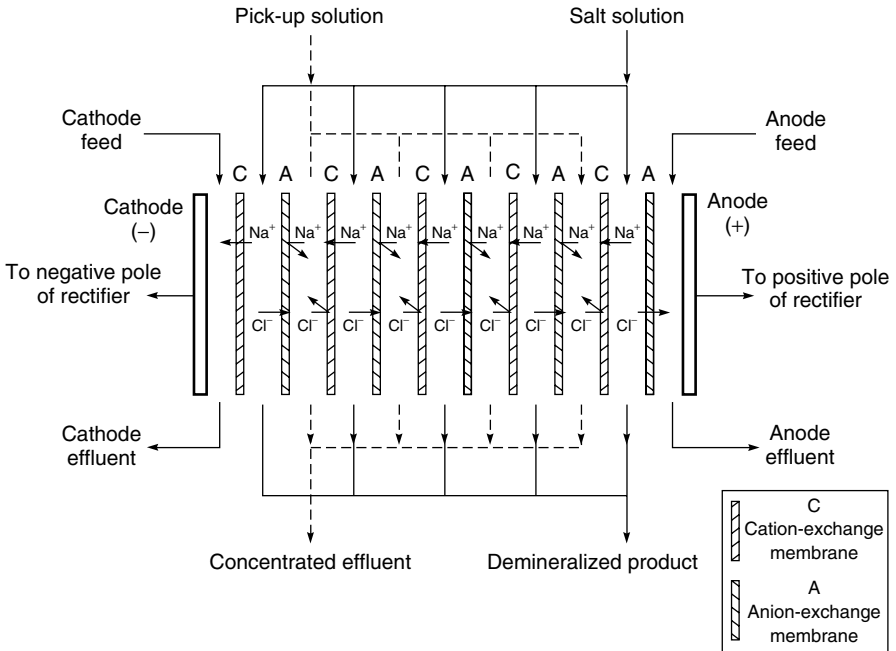 Pick-up solution
Salt solution
Cathode
feed
Anode
feed
C A C A C A C A C A
Cathode
(−)
Anode
(+)
Na⁺ Na⁺ Na⁺ Na⁺ Na⁺ Na⁺ Na⁺ Na⁺ Na⁺
To negative pole
of rectifier
To positive pole
of rectifier
Cl⁻ Cl⁻ Cl⁻ Cl⁻ Cl⁻ Cl⁻ Cl⁻ Cl⁻ Cl⁻
Cathode
effluent
Anode
effluent
Concentrated effluent
Demineralized product
C
Cation-exchange
membrane
A
Anion-exchange
membrane